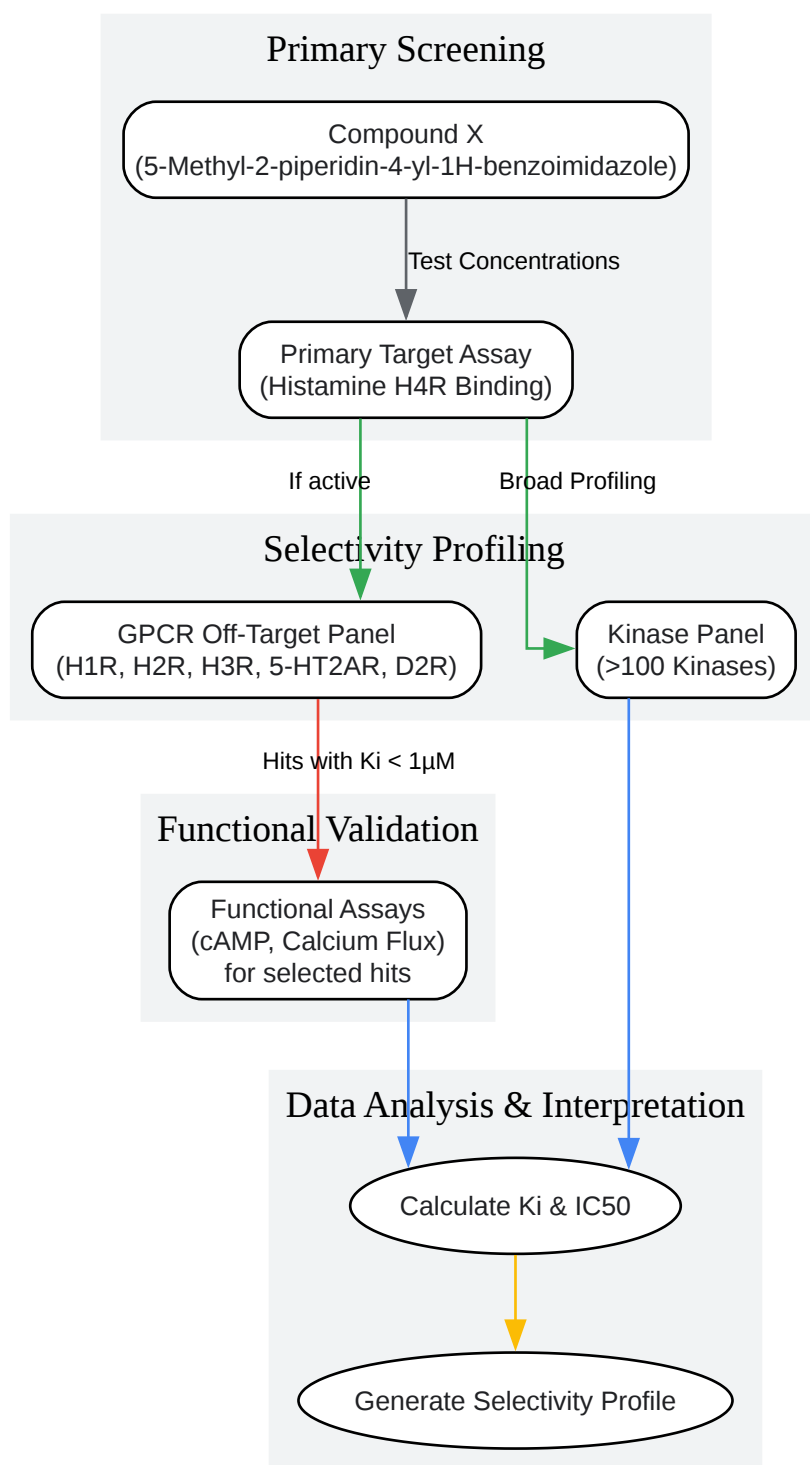 Primary Screening
Compound X
(5-Methyl-2-piperidin-4-yl-1H-benzoimidazole)
Test Concentrations
Primary Target Assay
(Histamine H4R Binding)
If active
Broad Profiling
Selectivity Profiling
GPCR Off-Target Panel
(H1R, H2R, H3R, 5-HT2AR, D2R)
Kinase Panel
(>100 Kinases)
Hits with Ki < 1µM
Functional Validation
Functional Assays
(cAMP, Calcium Flux)
for selected hits
Data Analysis & Interpretation
Calculate Ki & IC50
Generate Selectivity Profile